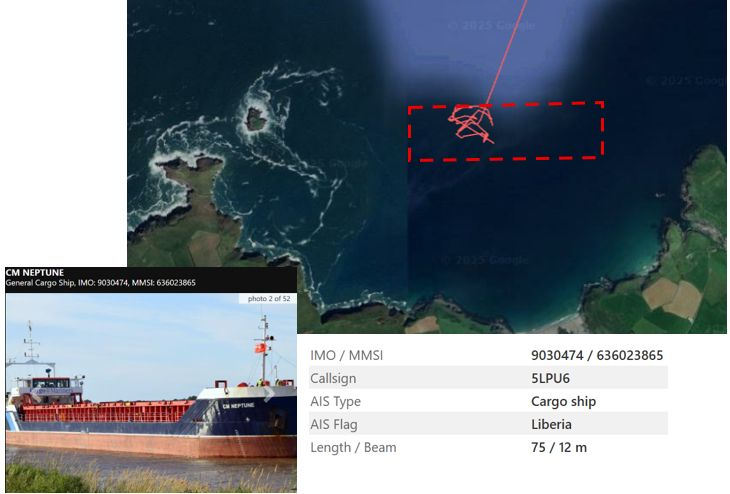 © 2025 Google
© 2025 Google
© 2025 Google
© 2025 Google
CM NEPTUNE
General Cargo Ship, IMO: 9030474, MMSI: 636023865
photo 2 of 52
CM NEPTUNE
IMO / MMSI 9030474 / 636023865
Callsign 5LPU6
AIS Type Cargo ship
AIS Flag Liberia
Length / Beam 75 / 12 m